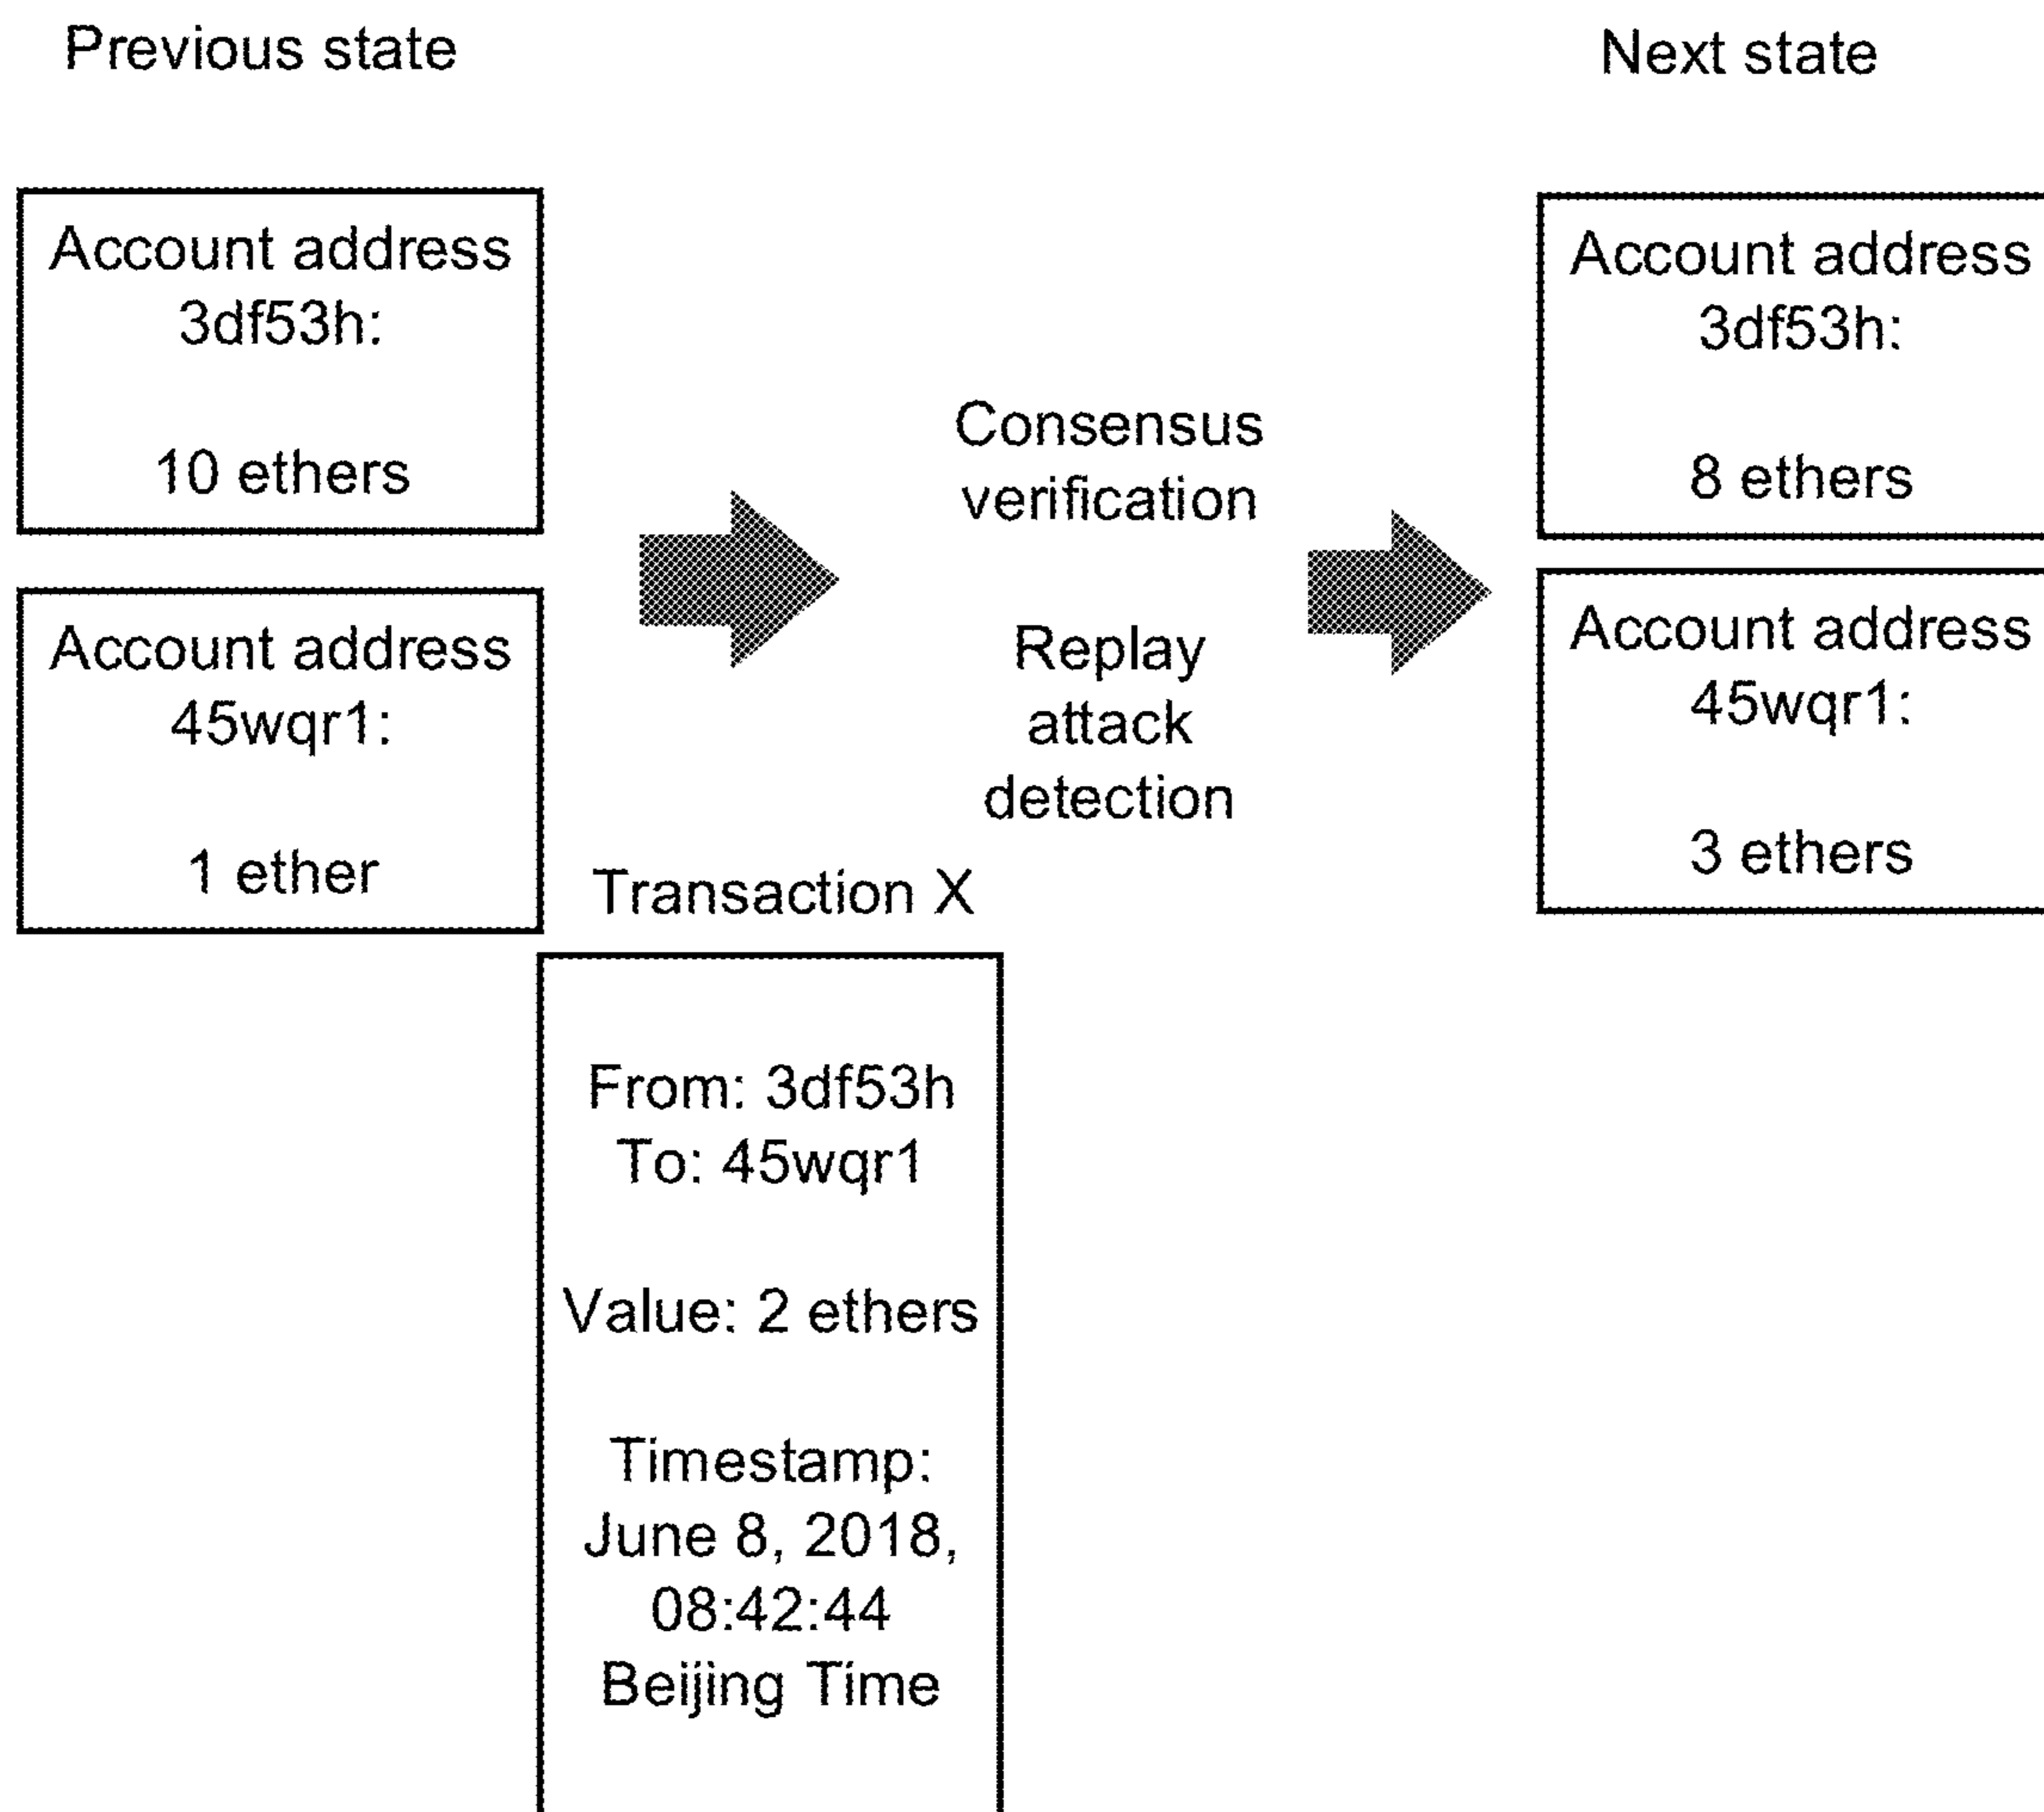 Previous state
Next state
Account address
3df53h:
10 ethers
Account address
45wqr1:
1 ether
Consensus
verification
Replay
attack
detection
Account address
3df53h:
8 ethers
Account address
45wqr1:
3 ethers
Transaction X
From: 3df53h
To: 45wqr1
Value: 2 ethers
Timestamp:
June 8, 2018,
08:42:44
Beijing Time